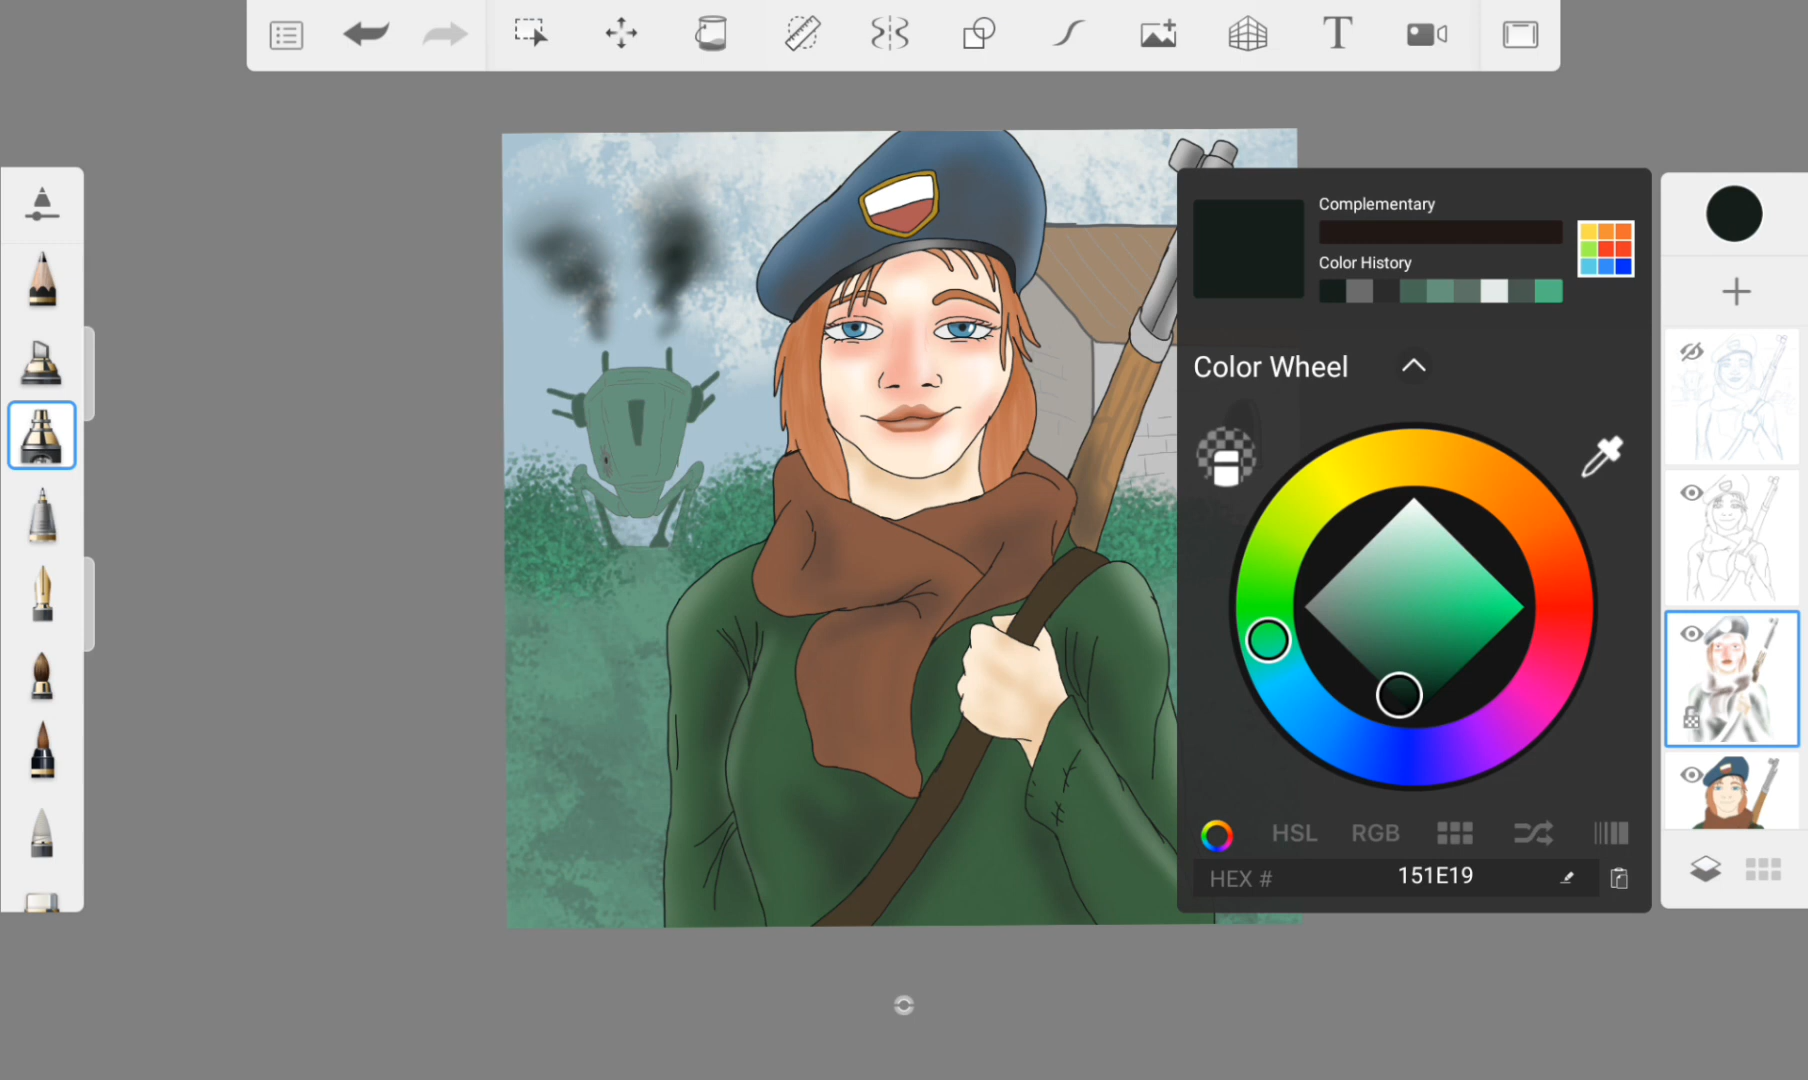 T
Complementary
Color History
Color Wheel
HSL RGB
HEX # 151E19